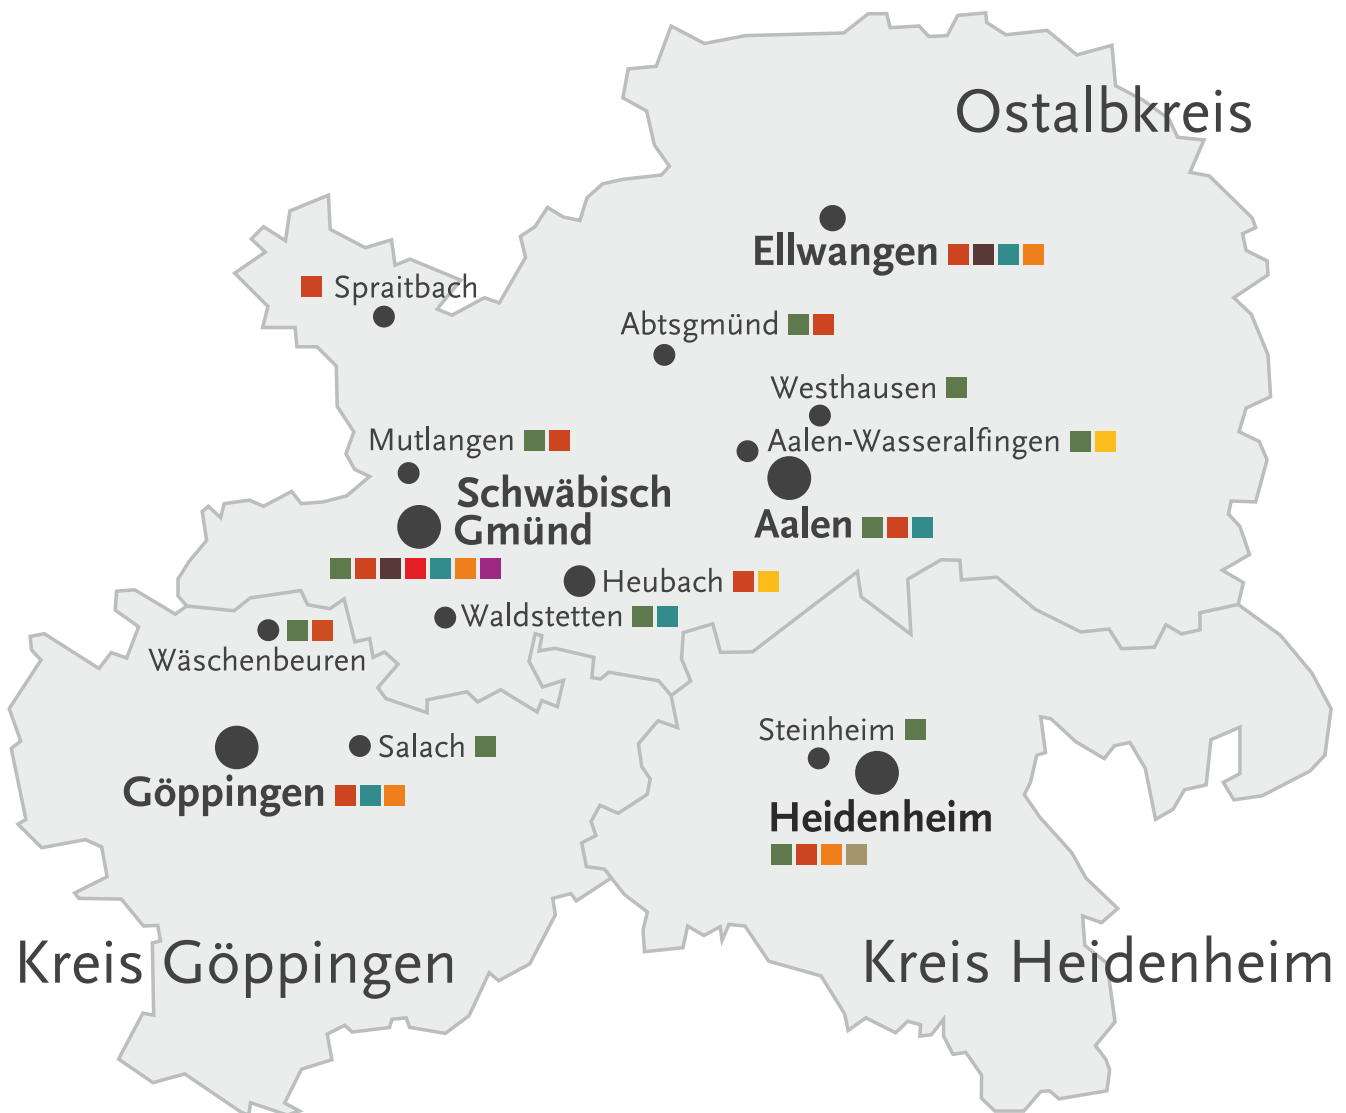 Ostalbkreis
Ellwangen
Spraitbach
Abtsgmünd
Westhausen
Mutlangen
Aalen-Wasseralfingen
Schwäbisch
Gmünd
Aalen
Heubach
Waldstetten
Wäschenbeuren
Steinheim
Salach
Göppingen
Heidenheim
Kreis Göppingen
Kreis Heidenheim